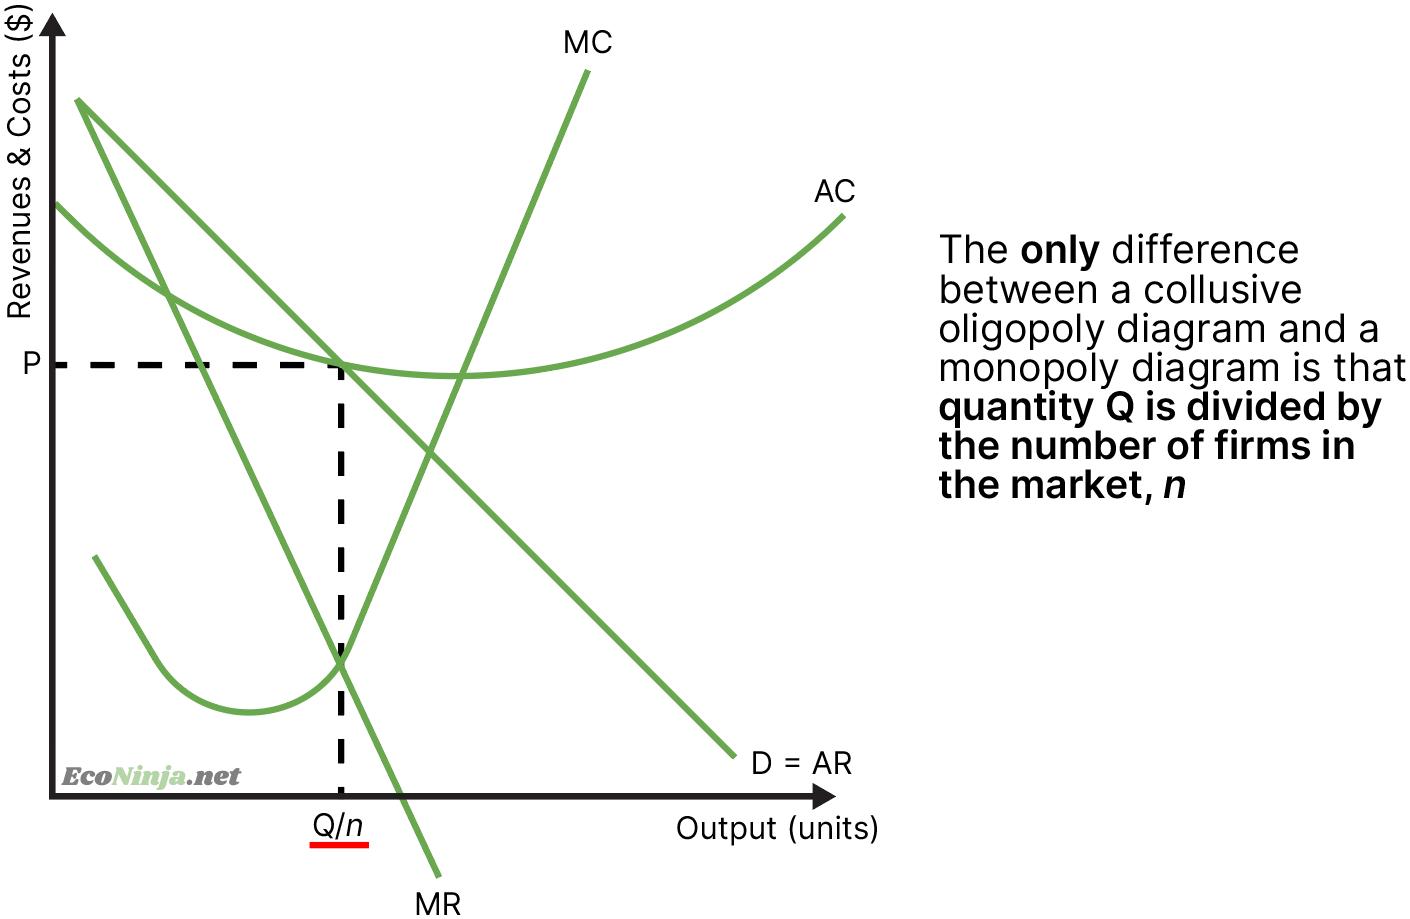 Revenues & Costs ($)
MC
AC
The only difference
between a collusive
oligopoly diagram and a
monopoly diagram is that
quantity Q is divided by
the number of firms in
the market, n
P
D = AR
EcoNinja.net
Q/n
Output (units)
MR